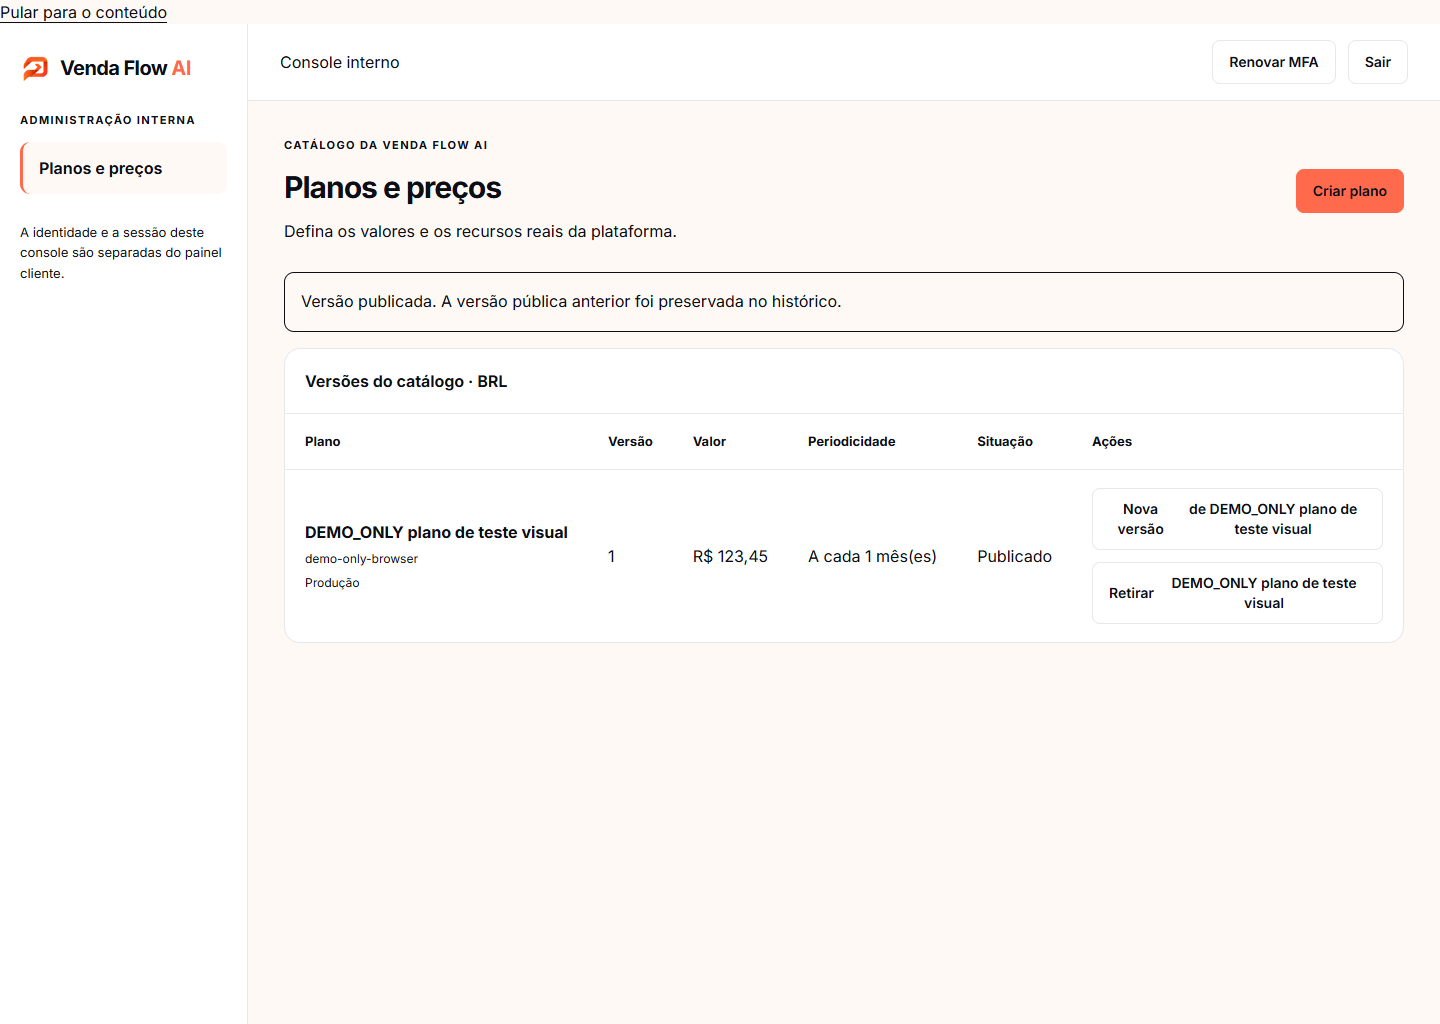 Pular para o conteúdo
Venda Flow AI
ADMINISTRAÇÃO INTERNA
Planos e preços
A identidade e a sessão deste
console são separadas do painel
cliente.
Console interno
Renovar MFA
Sair
CATÁLOGO DA VENDA FLOW AI
Planos e preços
Defina os valores e os recursos reais da plataforma.
Criar plano
Versão publicada. A versão pública anterior foi preservada no histórico.
Versões do catálogo · BRL
Plano Versão Valor Periodicidade Situação Ações
DEMO_ONLY plano de teste visual
demo-only-browser
Produção
1
R$ 123,45
A cada 1 mês(es)
Publicado
Nova
versão
de DEMO_ONLY plano de
teste visual
Retirar
DEMO_ONLY plano de teste
visual